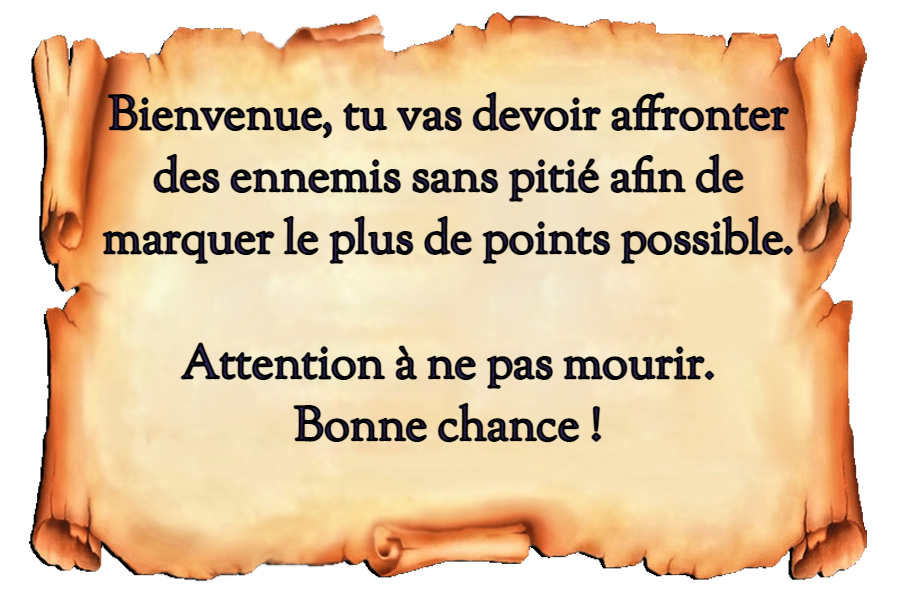 Bienvenue, tu vas devoir affronter
des ennemis sans pitié afin de
marquer le plus de points possible.
Attention à ne pas mourir.
Bonne chance !